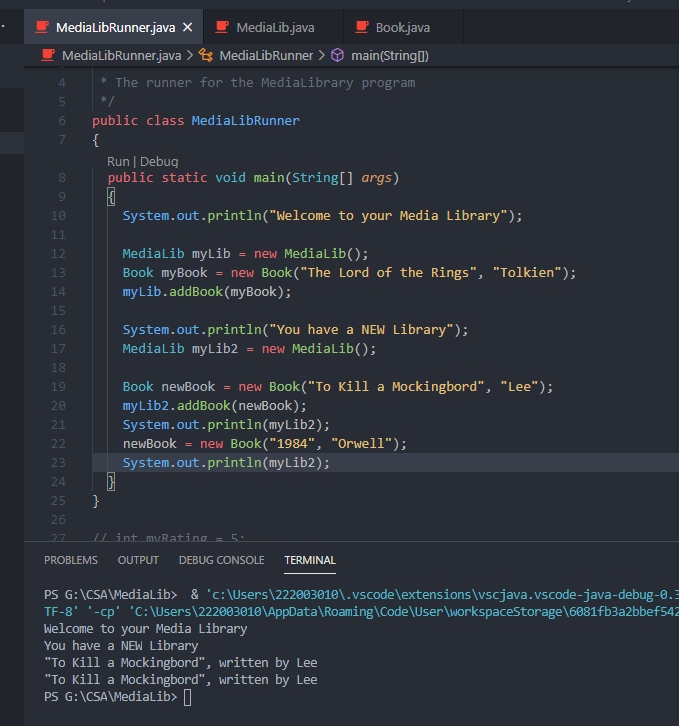 MediaLibRunner.java × MediaLib.java Book.java
MediaLibRunner.java > MediaLibRunner > main(String[])
4 * The runner for the MediaLibrary program
5 */
6 public class MediaLibRunner
7 {
Run | Debug
8 public static void main(String[] args)
9 {
10 System.out.println("Welcome to your Media Library");
11
12 MediaLib myLib = new MediaLib();
13 Book myBook = new Book("The Lord of the Rings", "Tolkien");
14 myLib.addBook(myBook);
15
16 System.out.println("You have a NEW Library");
17 MediaLib myLib2 = new MediaLib();
18
19 Book newBook = new Book("To Kill a Mockingbord", "Lee");
20 myLib2.addBook(newBook);
21 System.out.println(myLib2);
22 newBook = new Book("1984", "Orwell");
23 System.out.println(myLib2);
24 }
25 }
26
27 // int myRating = 5;
PROBLEMS OUTPUT DEBUG CONSOLE TERMINAL
PS G:\CSA\MediaLib> & 'c:\Users\222003010\.vscode\extensions\vscjava.vscode-java-debug-0.3
TF-8' '-cp' 'C:\Users\222003010\AppData\Roaming\Code\User\workspaceStorage\6081fb3a2bbef542
Welcome to your Media Library
You have a NEW Library
"To Kill a Mockingbord", written by Lee
"To Kill a Mockingbord", written by Lee
PS G:\CSA\MediaLib>